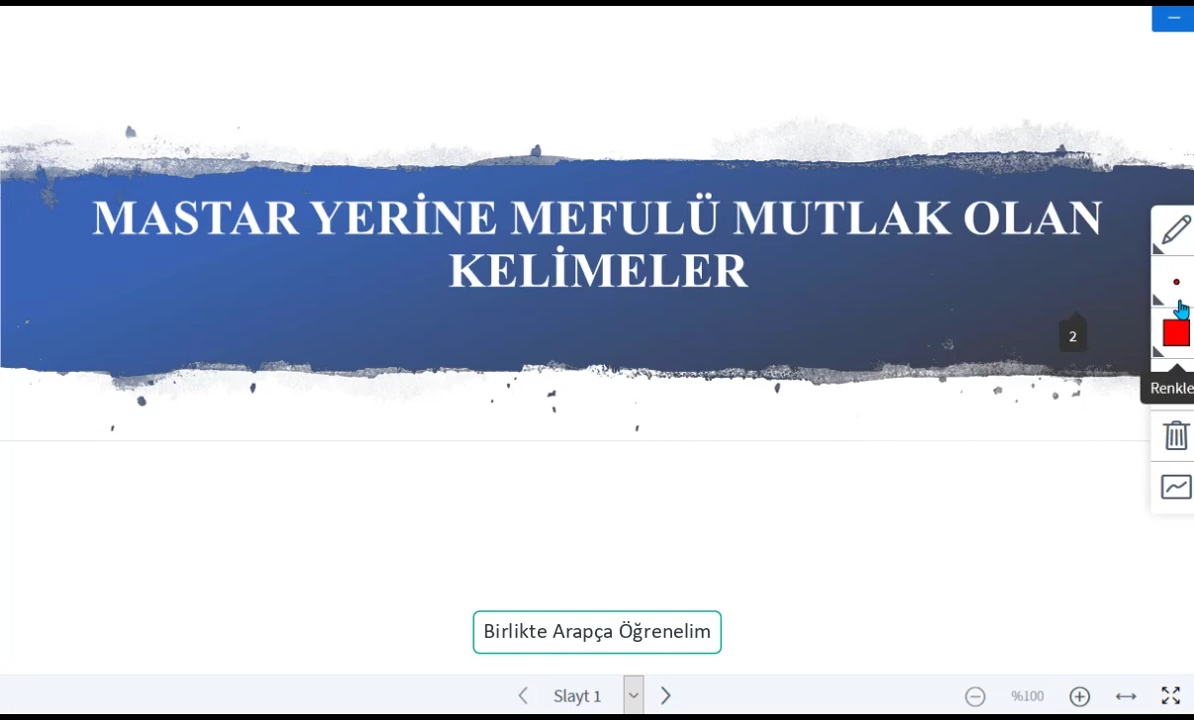 MASTAR YERİNE MEFULÜ MUTLAK OLAN
KELİMELER
2
Renkle
Birlikte Arapça Öğrenelim
Slayt 1
%100